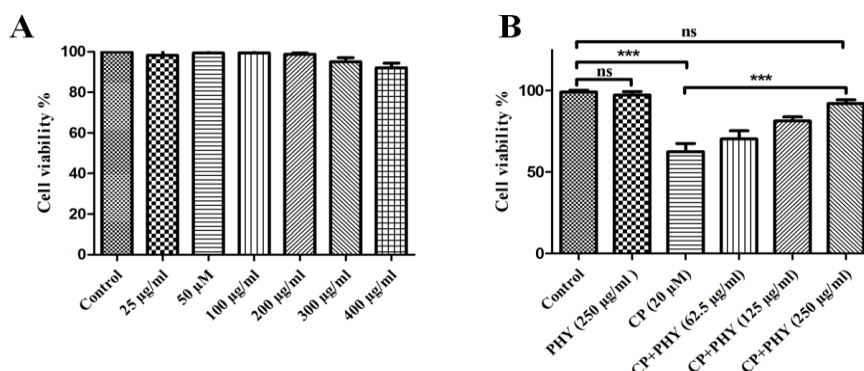 A
Cell viability %
100
80
60
40
20
0
Control
25 µg/ml
50 µM
100 µg/ml
200 µg/ml
300 µg/ml
400 µg/ml
B
ns
***
ns
***
Cell viability %
100
50
0
Control
PHY (250 µg/ml )
CP (20 µM)
CP+PHY (62.5 µg/ml)
CP+PHY (125 µg/ml)
CP+PHY (250 µg/ml)